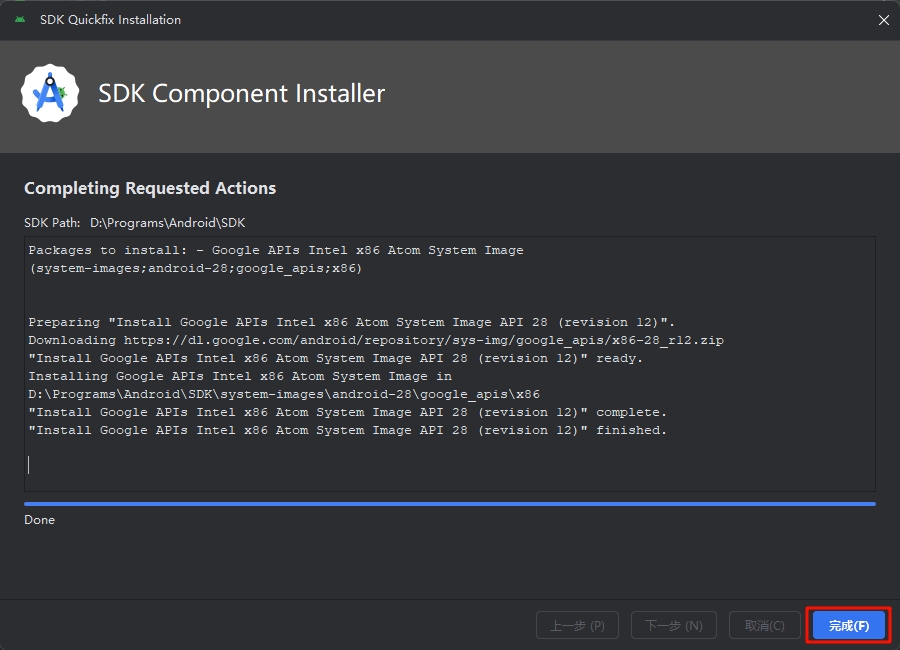 SDK Quickfix Installation
SDK Component Installer
Completing Requested Actions
SDK Path: D:\Programs\Android\SDK
Packages to install: - Google APIs Intel x86 Atom System Image
(system-images;android-28;google_apis;x86)
Preparing "Install Google APIs Intel x86 Atom System Image API 28 (revision 12)".
Downloading https://dl.google.com/android/repository/sys-img/google_apis/x86-28_r12.zip
"Install Google APIs Intel x86 Atom System Image API 28 (revision 12)" ready.
Installing Google APIs Intel x86 Atom System Image in
D:\Programs\Android\SDK\system-images\android-28\google_apis\x86
"Install Google APIs Intel x86 Atom System Image API 28 (revision 12)" complete.
"Install Google APIs Intel x86 Atom System Image API 28 (revision 12)" finished.
Done
上一步 (P) 下一步 (N) 取消(C) 完成(F)